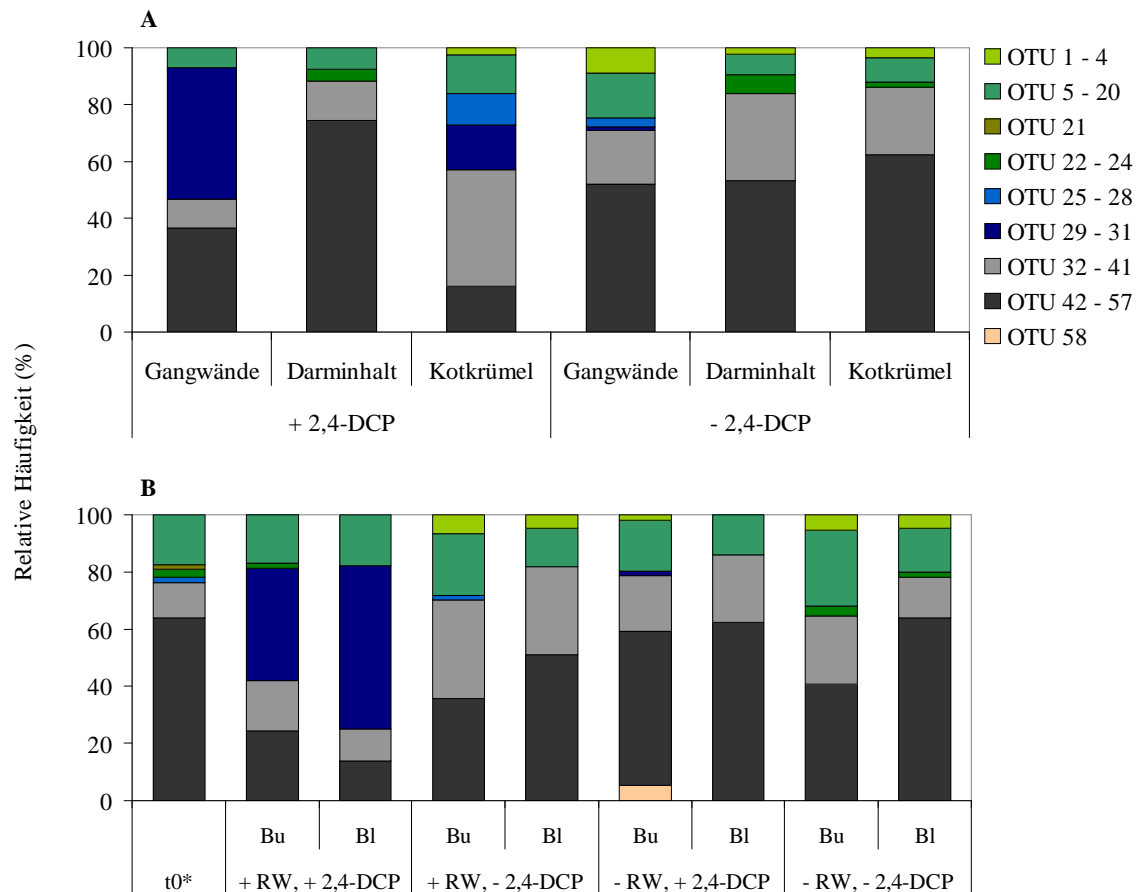 A
100
80
60
40
20
0
Gangwände Darminhalt Kotkrümel Gangwände Darminhalt Kotkrümel
+ 2,4-DCP - 2,4-DCP
OTU 1 - 4
OTU 5 - 20
OTU 21
OTU 22 - 24
OTU 25 - 28
OTU 29 - 31
OTU 32 - 41
OTU 42 - 57
OTU 58
Relative Häufigkeit (%)
B
100
80
60
40
20
0
Bu Bl Bu Bl Bu Bl Bu Bl
t0* + RW, + 2,4-DCP + RW, - 2,4-DCP - RW, + 2,4-DCP - RW, - 2,4-DCP